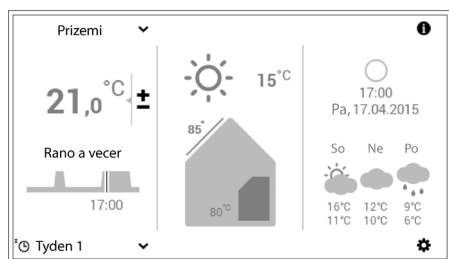 Prizemi
21,0 °C ±
Rano a vecer
17:00
Tyden 1
15°C
85°
80°C
17:00
Pa, 17.04.2015
So Ne Po
16°C 12°C 9°C
11°C 10°C 6°C